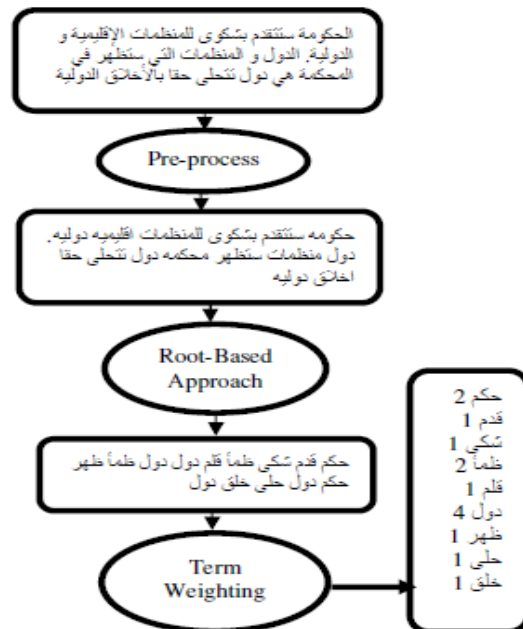 الحكومة ستتقدم بشكوى للمنظمات الإقليمية و
الدولية. الدول و المنظمات التي ستظهر في
المحكمة هي دول تتحلى حقا بالأخلاق الدولية
Pre-process
حكومه ستتقدم بشكوى للمنظمات اقليميه دوليه.
دول منظمات ستظهر محكمه دول تتحلى حقا
اخلاق دوليه
Root-Based
Approach
حكم قدم شكى ظمأ قلم دول دول ظمأ ظهر
حكم دول حلى خلق دول
Term
Weighting
حكم 2
قدم 1
شكى 1
ظمأ 2
قلم 1
دول 4
ظهر 1
حلى 1
خلق 1